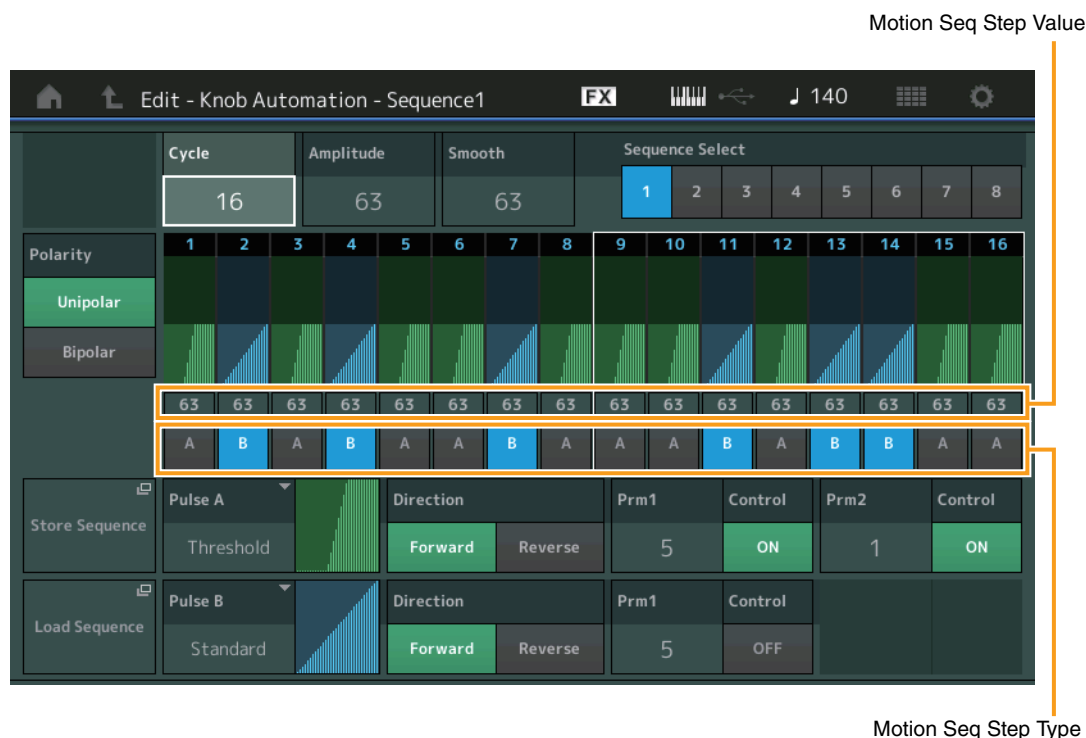 Motion Seq Step Value
Edit - Knob Automation - Sequence1 FX 140
Cycle Amplitude Smooth Sequence Select
16 63 63 1 2 3 4 5 6 7 8
Polarity
Unipolar
Bipolar
1 2 3 4 5 6 7 8 9 10 11 12 13 14 15 16
63 63 63 63 63 63 63 63 63 63 63 63 63 63 63 63
A B A B A A B A A A B A B B A A
Store Sequence
Pulse A Direction Prm1 Control Prm2 Control
Threshold Forward Reverse 5 ON 1 ON
Load Sequence
Pulse B Direction Prm1 Control
Standard Forward Reverse 5 OFF
Motion Seq Step Type